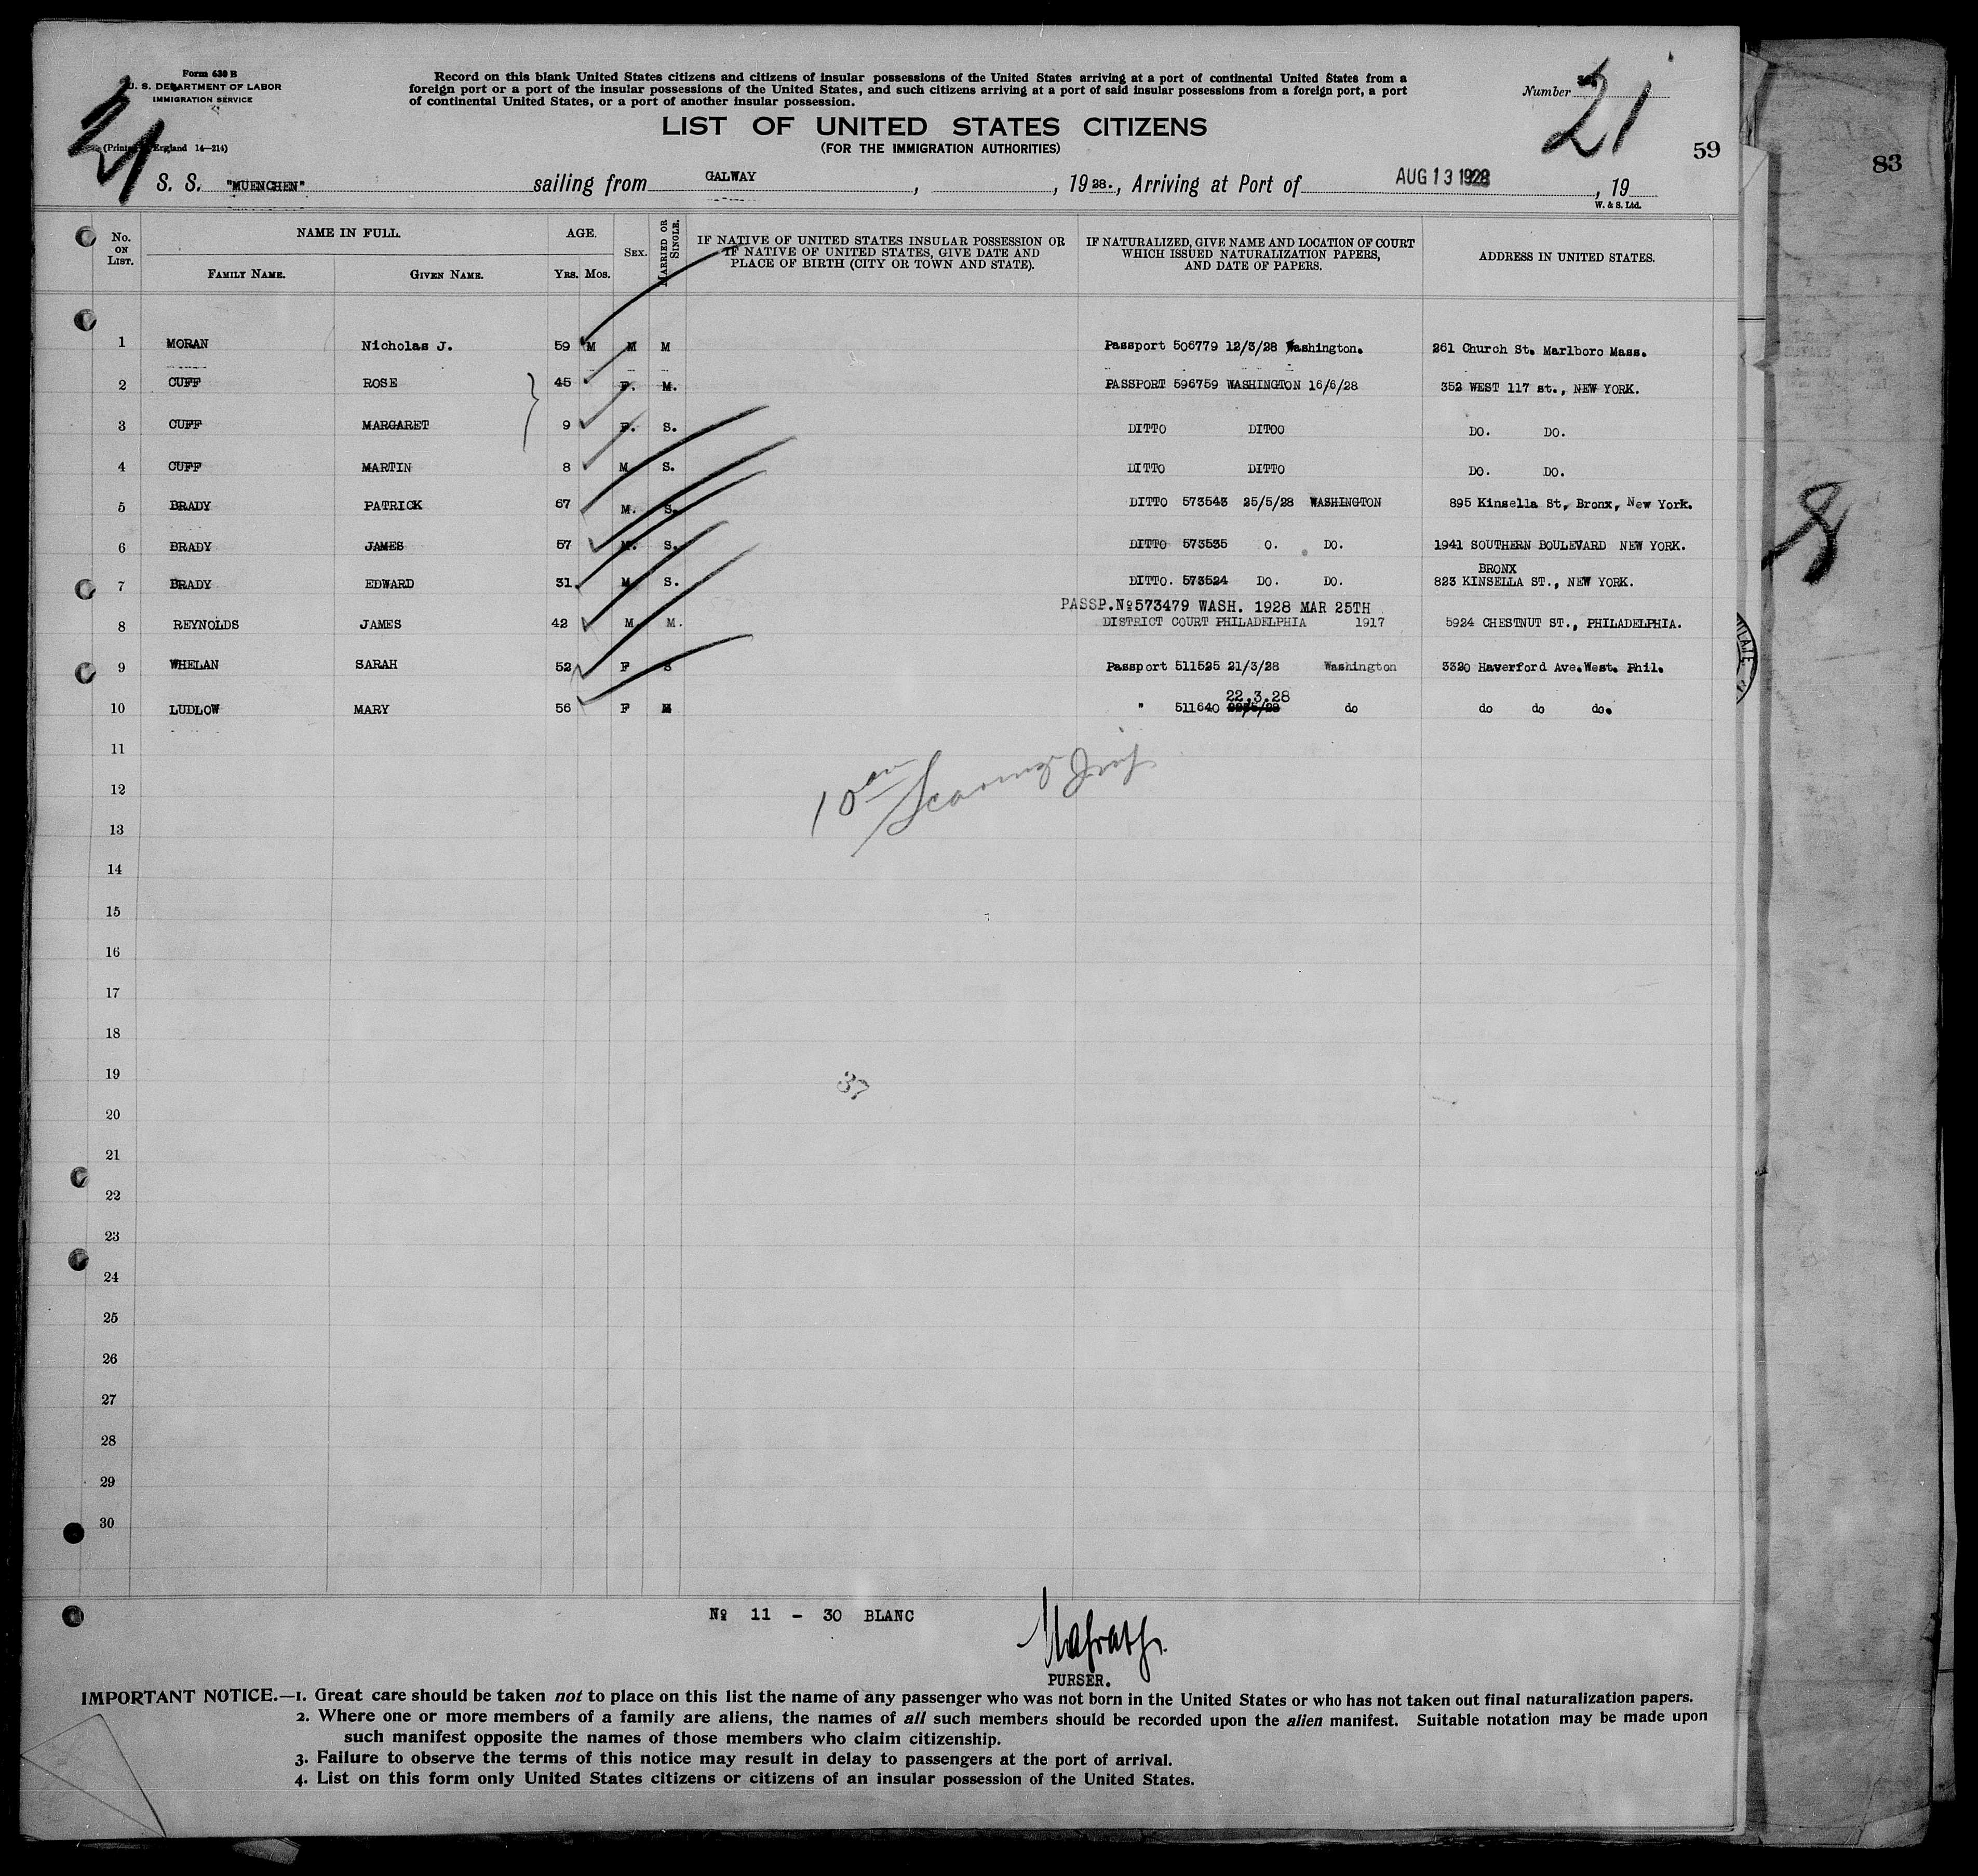 Form 630 B
U. S. DEPARTMENT OF LABOR
IMMIGRATION SERVICE
(Printed England 14—214)
Record on this blank United States citizens and citizens of insular possessions of the United States arriving at a port of continental United States from a
foreign port or a port of the insular possessions of the United States, and such citizens arriving at a port of said insular possessions from a foreign port, a port
of continental United States, or a port of another insular possession.
LIST OF UNITED STATES CITIZENS
(FOR THE IMMIGRATION AUTHORITIES)
Number 21
21
59
83
S. S. "MUENCHEN" sailing from GALWAY, , 19 28., Arriving at Port of AUG 13 1928, 19
W. & S. Ltd.
No. ON LIST. NAME IN FULL. AGE. SEX. MARRIED OR SINGLE. IF NATIVE OF UNITED STATES INSULAR POSSESSION OR IF NATIVE OF UNITED STATES, GIVE DATE AND PLACE OF BIRTH (CITY OR TOWN AND STATE). IF NATURALIZED, GIVE NAME AND LOCATION OF COURT WHICH ISSUED NATURALIZATION PAPERS, AND DATE OF PAPERS. ADDRESS IN UNITED STATES.
FAMILY NAME. GIVEN NAME. YRS. MOS.
1 MORAN Nicholas J. 59 M M M Passport 506779 12/3/28 Washington. 261 Church St. Marlboro Mass.
2 CUFF ROSE 45 F. M. PASSPORT 596759 WASHINGTON 16/6/28 352 WEST 117 st., NEW YORK.
3 CUFF MARGARET 9 F. S. DITTO DITOO DO. DO.
4 CUFF MARTIN 8 M. S. DITTO DITTO DO. DO.
5 BRADY PATRICK 67 M. S. DITTO 573543 25/5/28 WASHINGTON 895 Kinsella St, Bronx, New York.
6 BRADY JAMES 57 M. S. DITTO 573535 O. DO. 1941 SOUTHERN BOULEVARD NEW YORK.
BRONX
7 BRADY EDWARD 31 M S. DITTO. 573524 DO. DO. 823 KINSELLA ST., NEW YORK.
PASSP.№573479 WASH. 1928 MAR 25TH
8 REYNOLDS JAMES 42 M. M. DISTRICT COURT PHILADELPHIA 1917 5924 CHESTNUT ST., PHILADELPHIA.
9 WHELAN SARAH 52 F S Passport 511525 21/3/28 Washington 3320 Haverford Ave.West. Phil.
22.3.28
10 LUDLOW MARY 56 F M " 511640 do do do do.
11
12
13
14
15
16
17
18
19
37
20
21
22
23
24
25
26
27
28
29
30
№ 11 - 30 BLANC
PURSER.
IMPORTANT NOTICE.—1. Great care should be taken not to place on this list the name of any passenger who was not born in the United States or who has not taken out final naturalization papers.
2. Where one or more members of a family are aliens, the names of all such members should be recorded upon the alien manifest. Suitable notation may be made upon
such manifest opposite the names of those members who claim citizenship.
3. Failure to observe the terms of this notice may result in delay to passengers at the port of arrival.
4. List on this form only United States citizens or citizens of an insular possession of the United States.